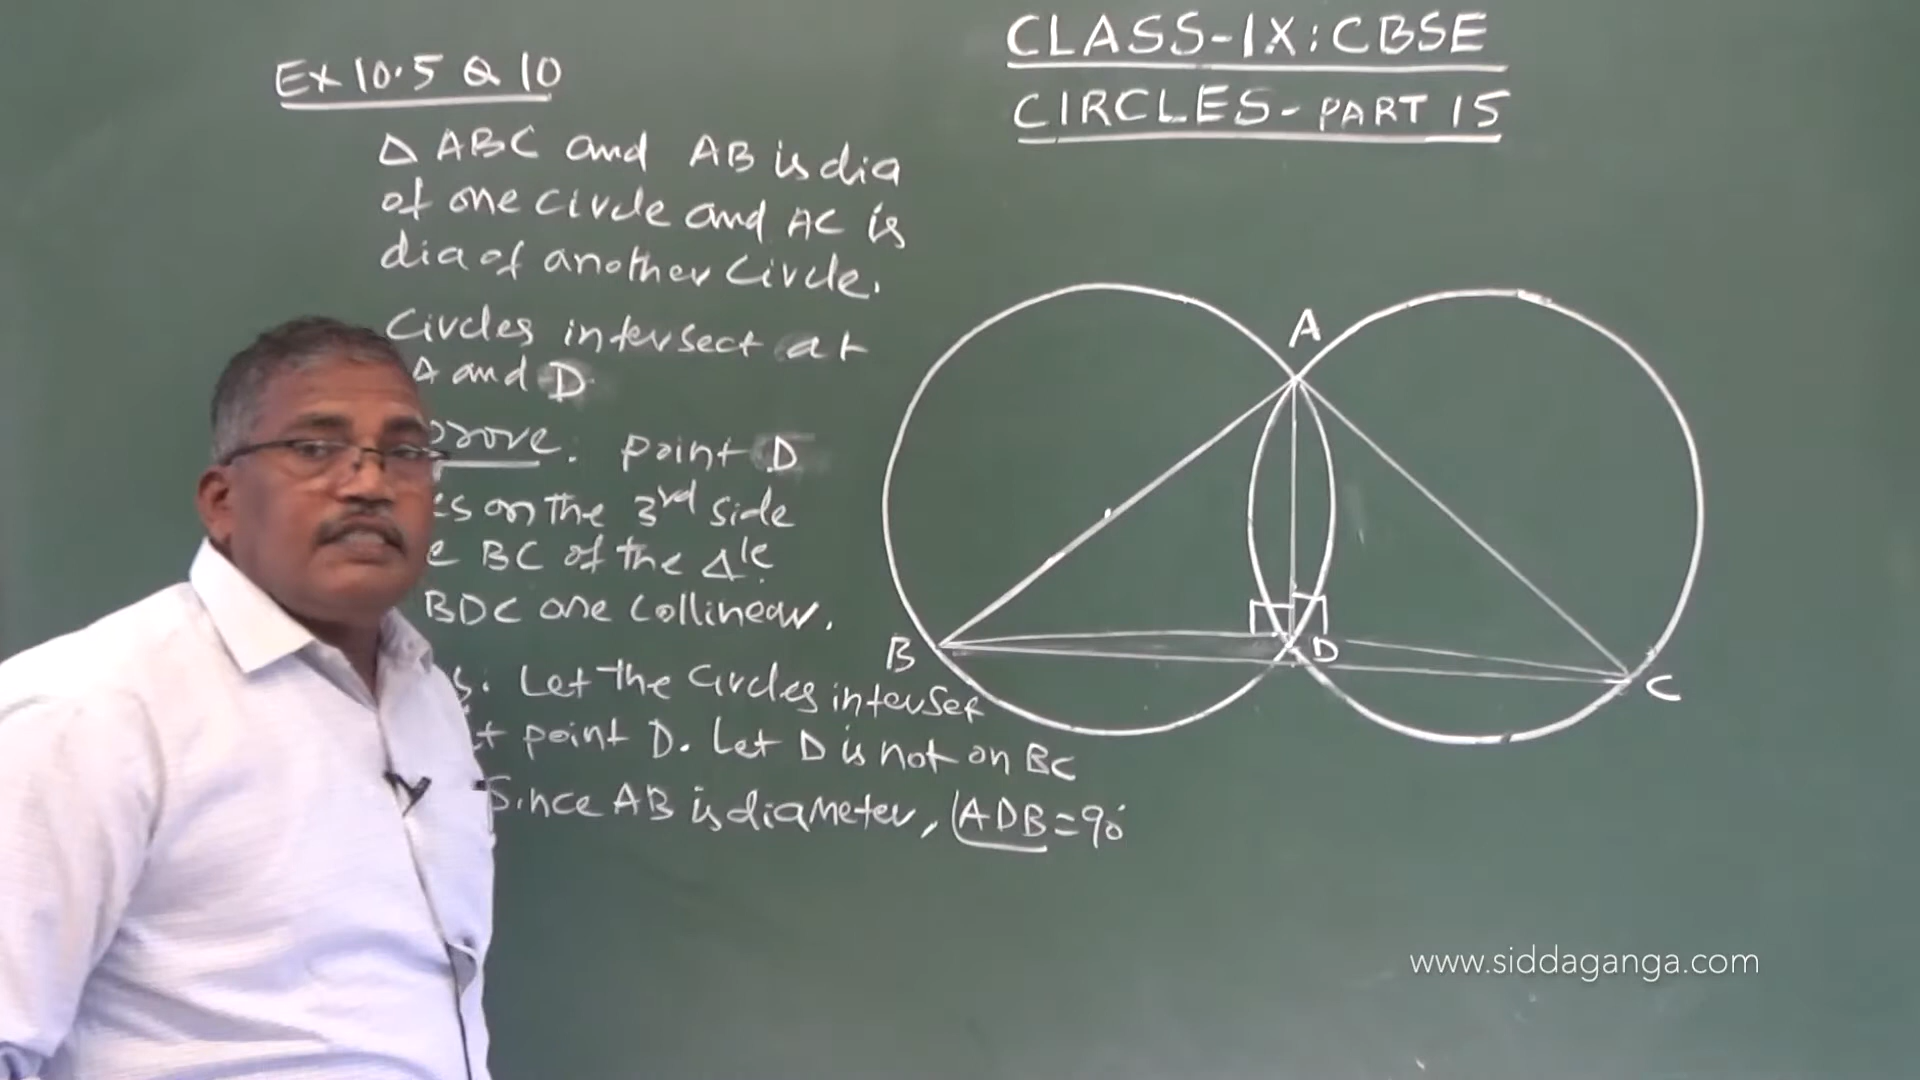 Ex 10.5 Q 10
CLASS-IX: CBSE
CIRCLES - PART 15
Δ ABC and AB is dia
of one circle and AC is
dia of another circle.
Circles intersect at
A and D
prove: point D
on the 3rd side
BC of the Δle
BDC are collinear.
Let the circles intersect
point D. Let D is not on BC
Since AB is diameter, ∠ADB = 90°
A
B
D
C
www.siddaganga.com